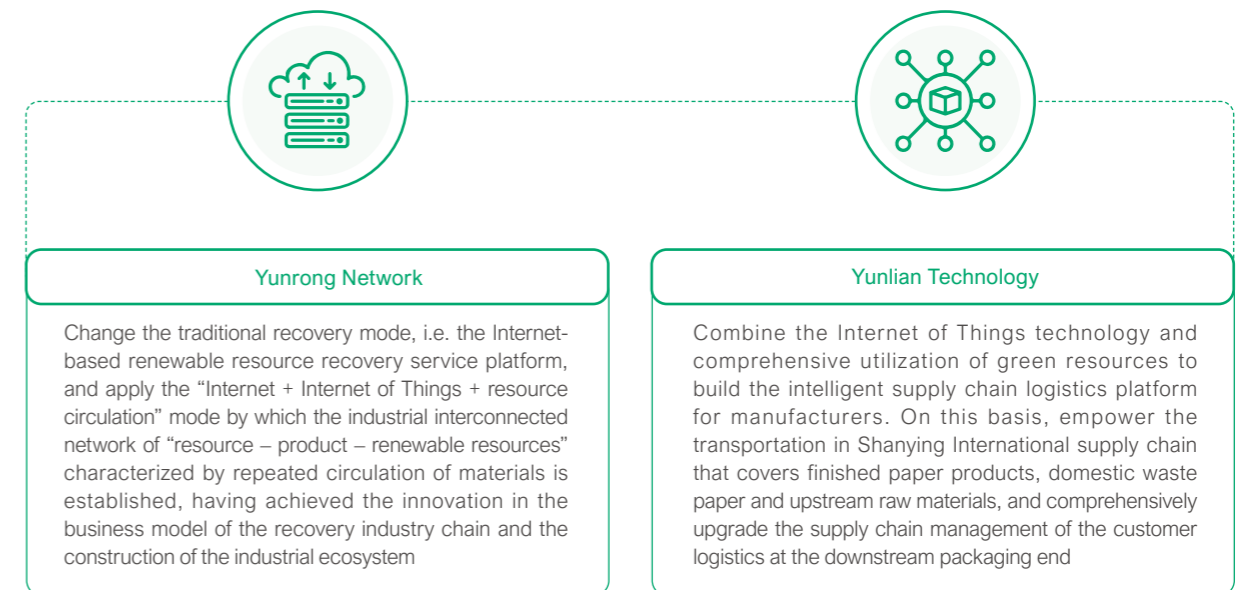 Yunrong Network
Change the traditional recovery mode, i.e. the Internet-
based renewable resource recovery service platform,
and apply the “Internet + Internet of Things + resource
circulation” mode by which the industrial interconnected
network of “resource – product – renewable resources”
characterized by repeated circulation of materials is
established, having achieved the innovation in the
business model of the recovery industry chain and the
construction of the industrial ecosystem
Yunlian Technology
Combine the Internet of Things technology and
comprehensive utilization of green resources to
build the intelligent supply chain logistics platform
for manufacturers. On this basis, empower the
transportation in Shanying International supply chain
that covers finished paper products, domestic waste
paper and upstream raw materials, and comprehensively
upgrade the supply chain management of the customer
logistics at the downstream packaging end